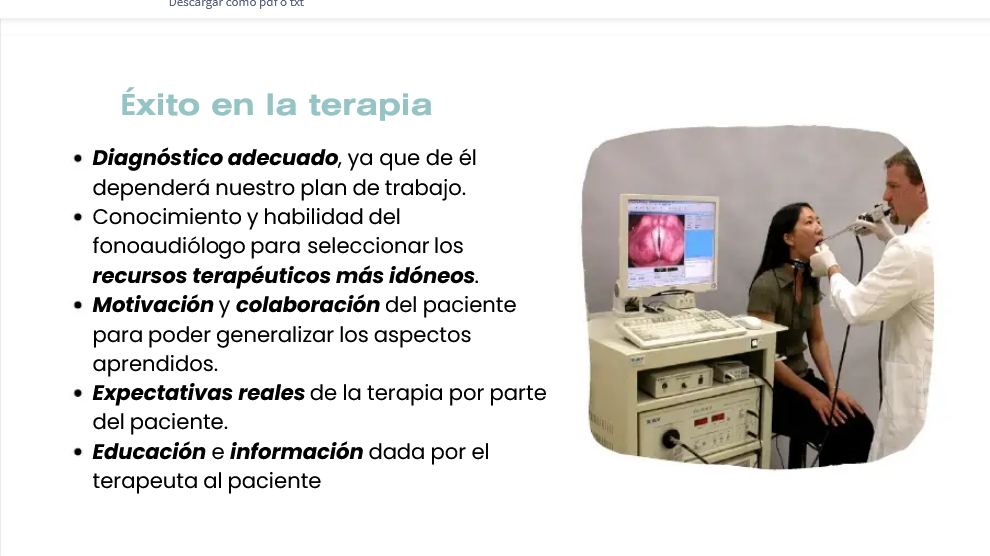 Descargar como pdf o txt
Éxito en la terapia
• Diagnóstico adecuado, ya que de él
dependerá nuestro plan de trabajo.
• Conocimiento y habilidad del
fonoaudiólogo para seleccionar los
recursos terapéuticos más idóneos.
• Motivación y colaboración del paciente
para poder generalizar los aspectos
aprendidos.
• Expectativas reales de la terapia por parte
del paciente.
• Educación e información dada por el
terapeuta al paciente